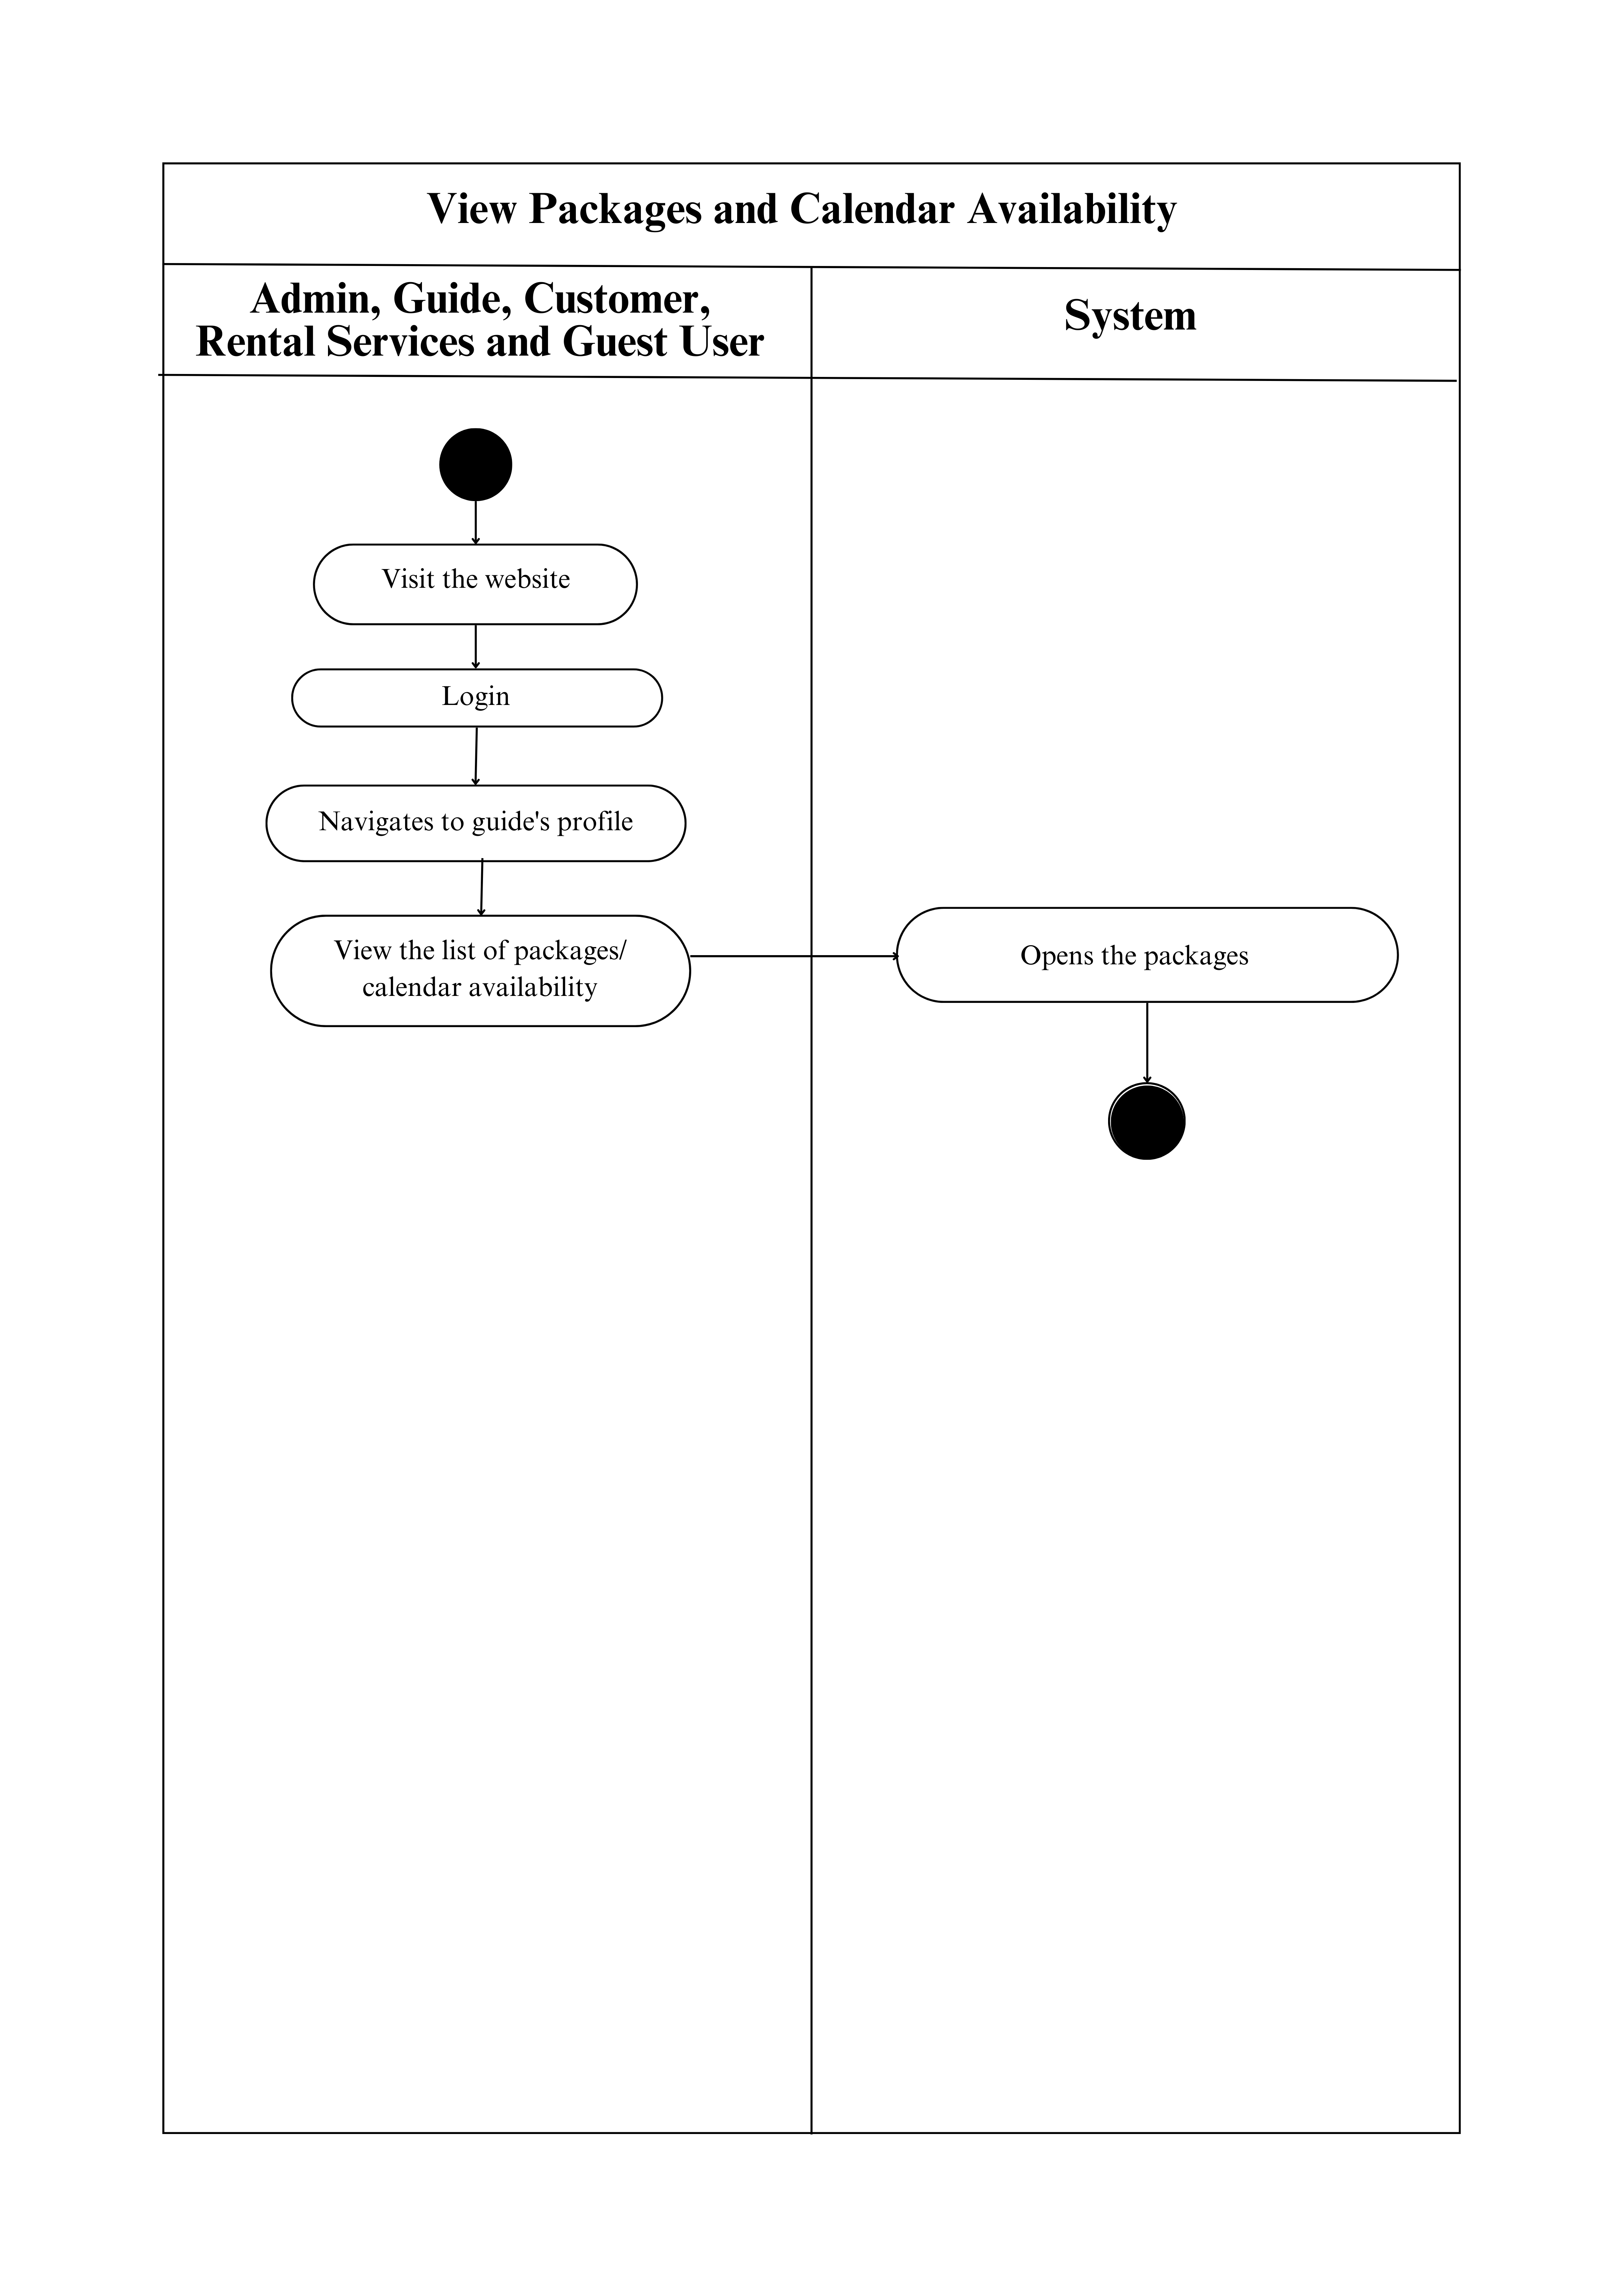 View Packages and Calendar Availability
Admin, Guide, Customer,
Rental Services and Guest User
System
Visit the website
Login
Navigates to guide's profile
View the list of packages/
calendar availability
Opens the packages